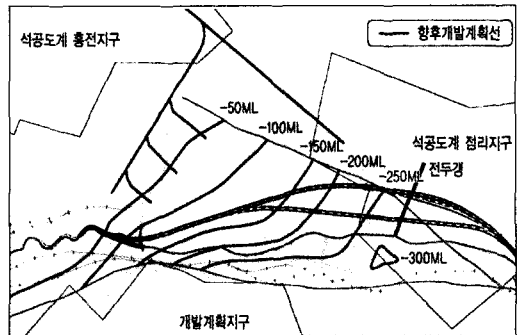 석공도계 흥전지구
향후개발계획선
-50ML
-100ML
-150ML
-200ML
-250ML
석공도계 점리지구
전두갱
-300ML
개발계획지구